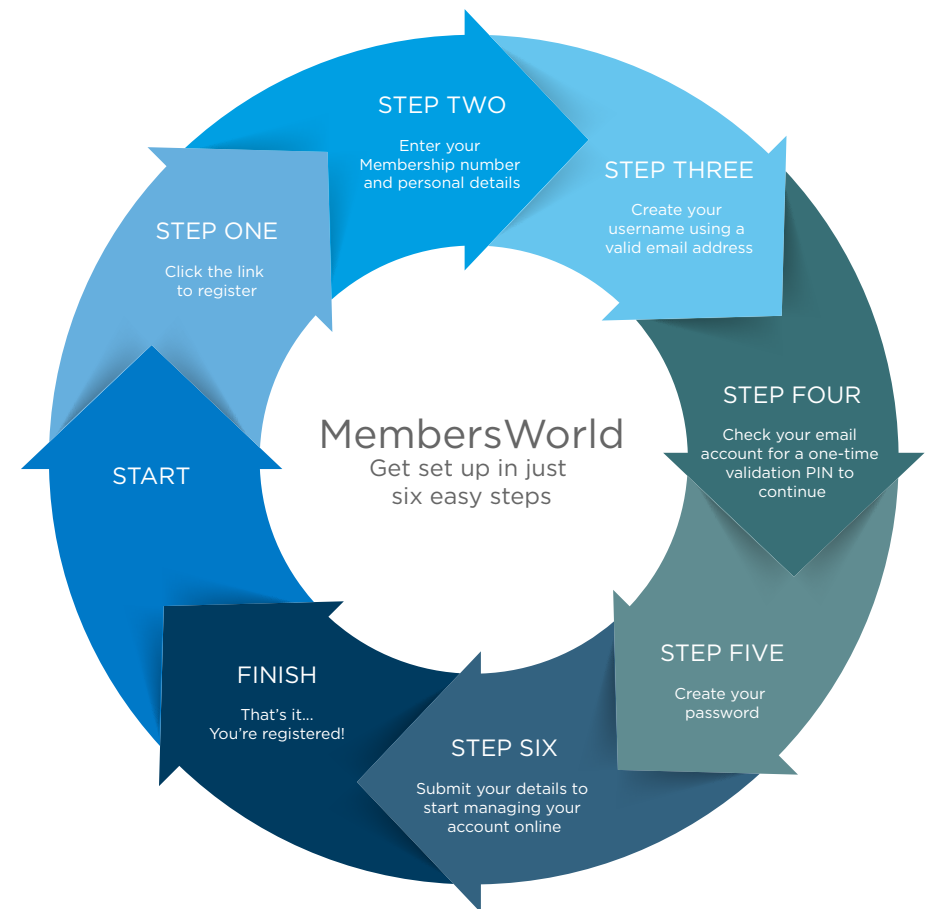 MembersWorld
Get set up in just
six easy steps
START
STEP ONE
Click the link
to register
STEP TWO
Enter your
Membership number
and personal details
STEP THREE
Create your
username using a
valid email address
STEP FOUR
Check your email
account for a one-time
validation PIN to
continue
STEP FIVE
Create your
password
STEP SIX
Submit your details to
start managing your
account online
FINISH
That’s it...
You’re registered!